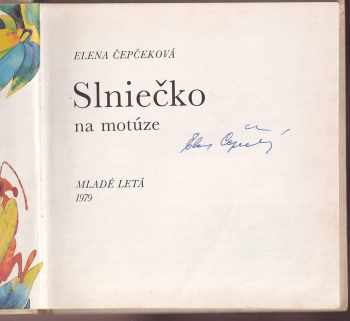 ELENA ČEPČEKOVÁ
Slniečko
na motúze
MLADÉ LETÁ
1979